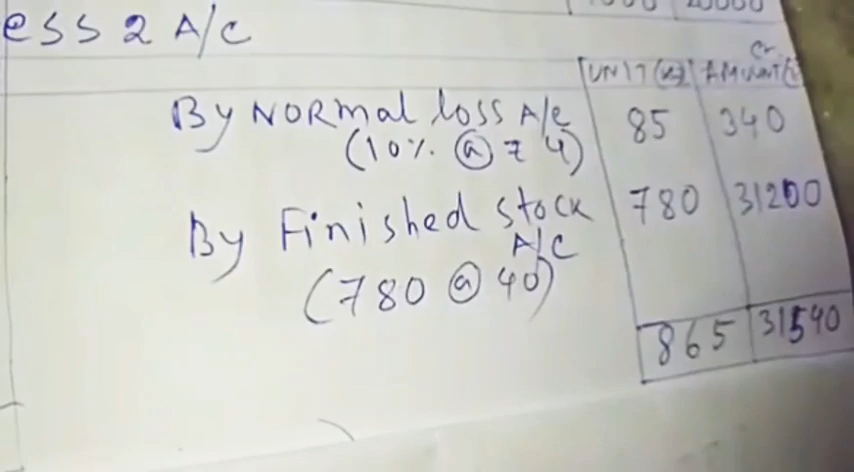 ess 2 A/c
Cr.
UNIT
By NORMal loss A/c 85 340
(10% @ ₹ 4)
By Finished stock 780 31200
A/C
(780 @ 40)
865 31540